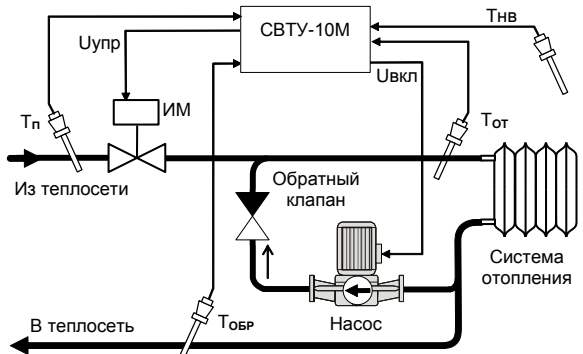 Тнв
СВТУ-10М
Uупр
Uвкл
Тп
ИМ
Тот
Из теплосети
Обратный
клапан
Система
отопления
ТОБР
Насос
В теплосеть